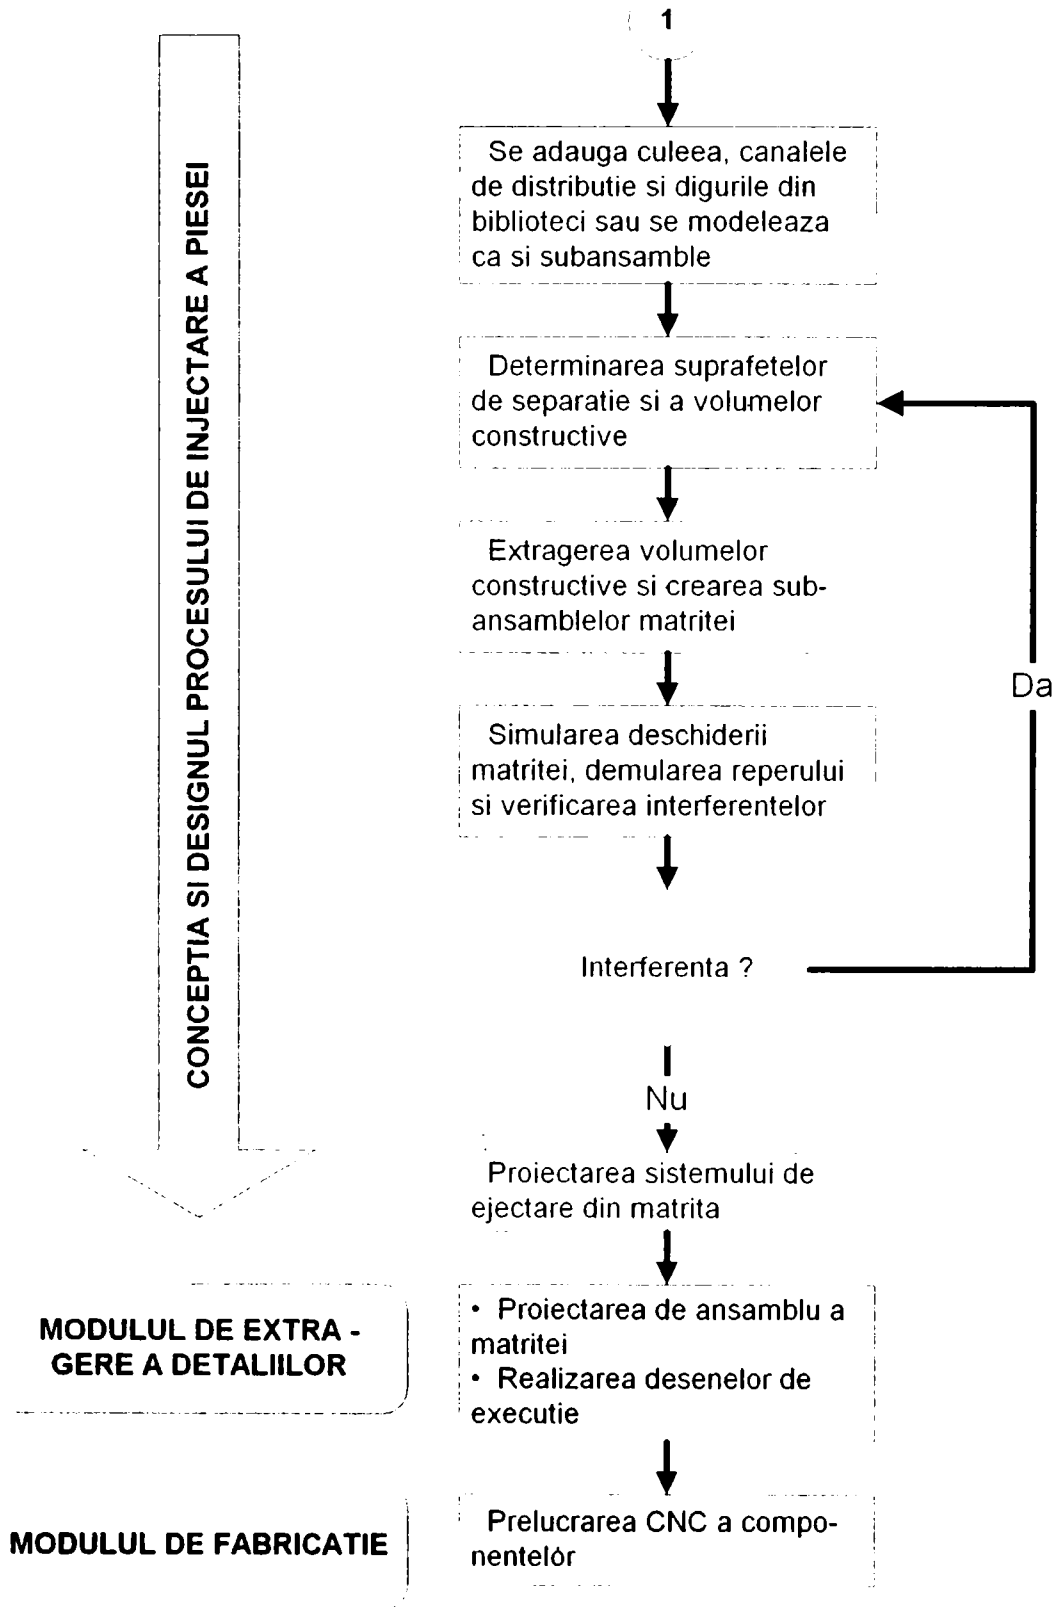 1
CONCEPTIA SI DESIGNUL PROCESULUI DE INJECTARE A PIESEI
Se adauga culeea, canalele
de distributie si digurile din
biblioteci sau se modeleaza
ca si subansamble
Determinarea suprafetelor
de separatie si a volumelor
constructive
Extragerea volumelor
constructive si crearea sub-
ansamblelor matritei
Da
Simularea deschiderii
matritei, demularea reperului
si verificarea interferentelor
Interferenta ?
Nu
Proiectarea sistemului de
ejectare din matrita
MODULUL DE EXTRA -
GERE A DETALIILOR
• Proiectarea de ansamblu a
matritei
• Realizarea desenelor de
executie
MODULUL DE FABRICATIE
Prelucrarea CNC a compo-
nentelor